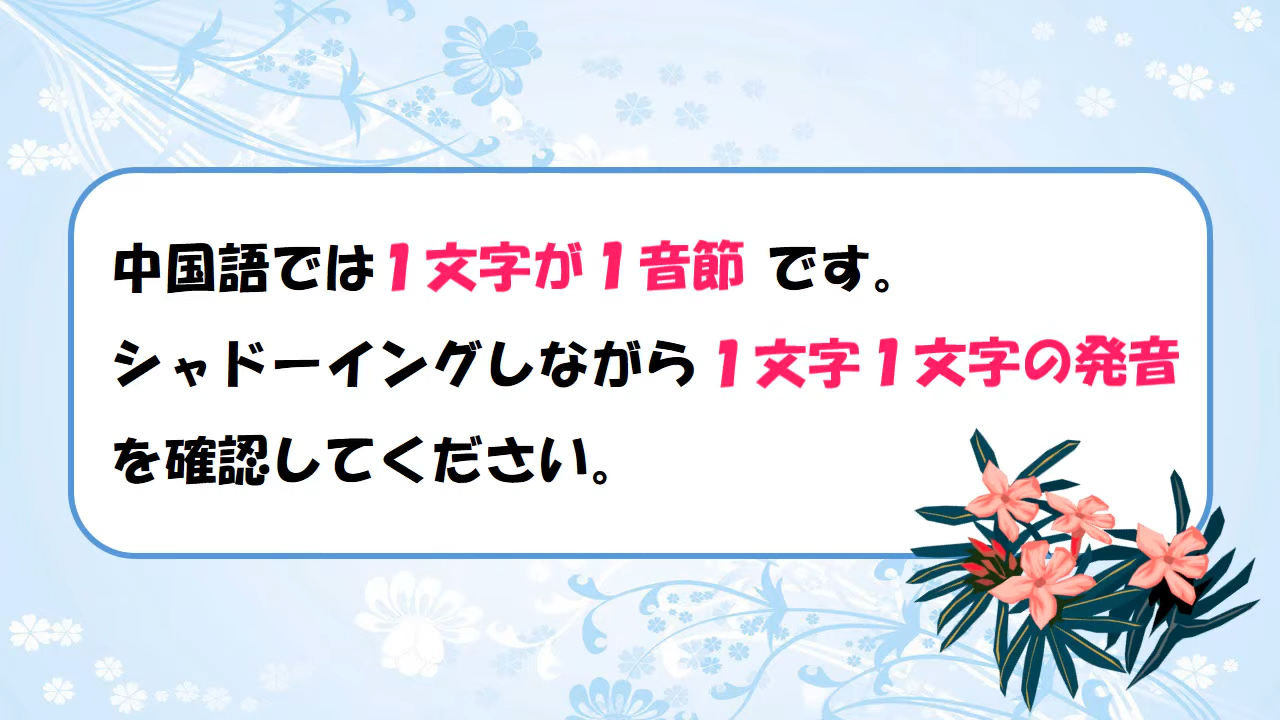 中国語では１文字が１音節 です。
シャドーイングしながら１文字１文字の発音
を確認してください。